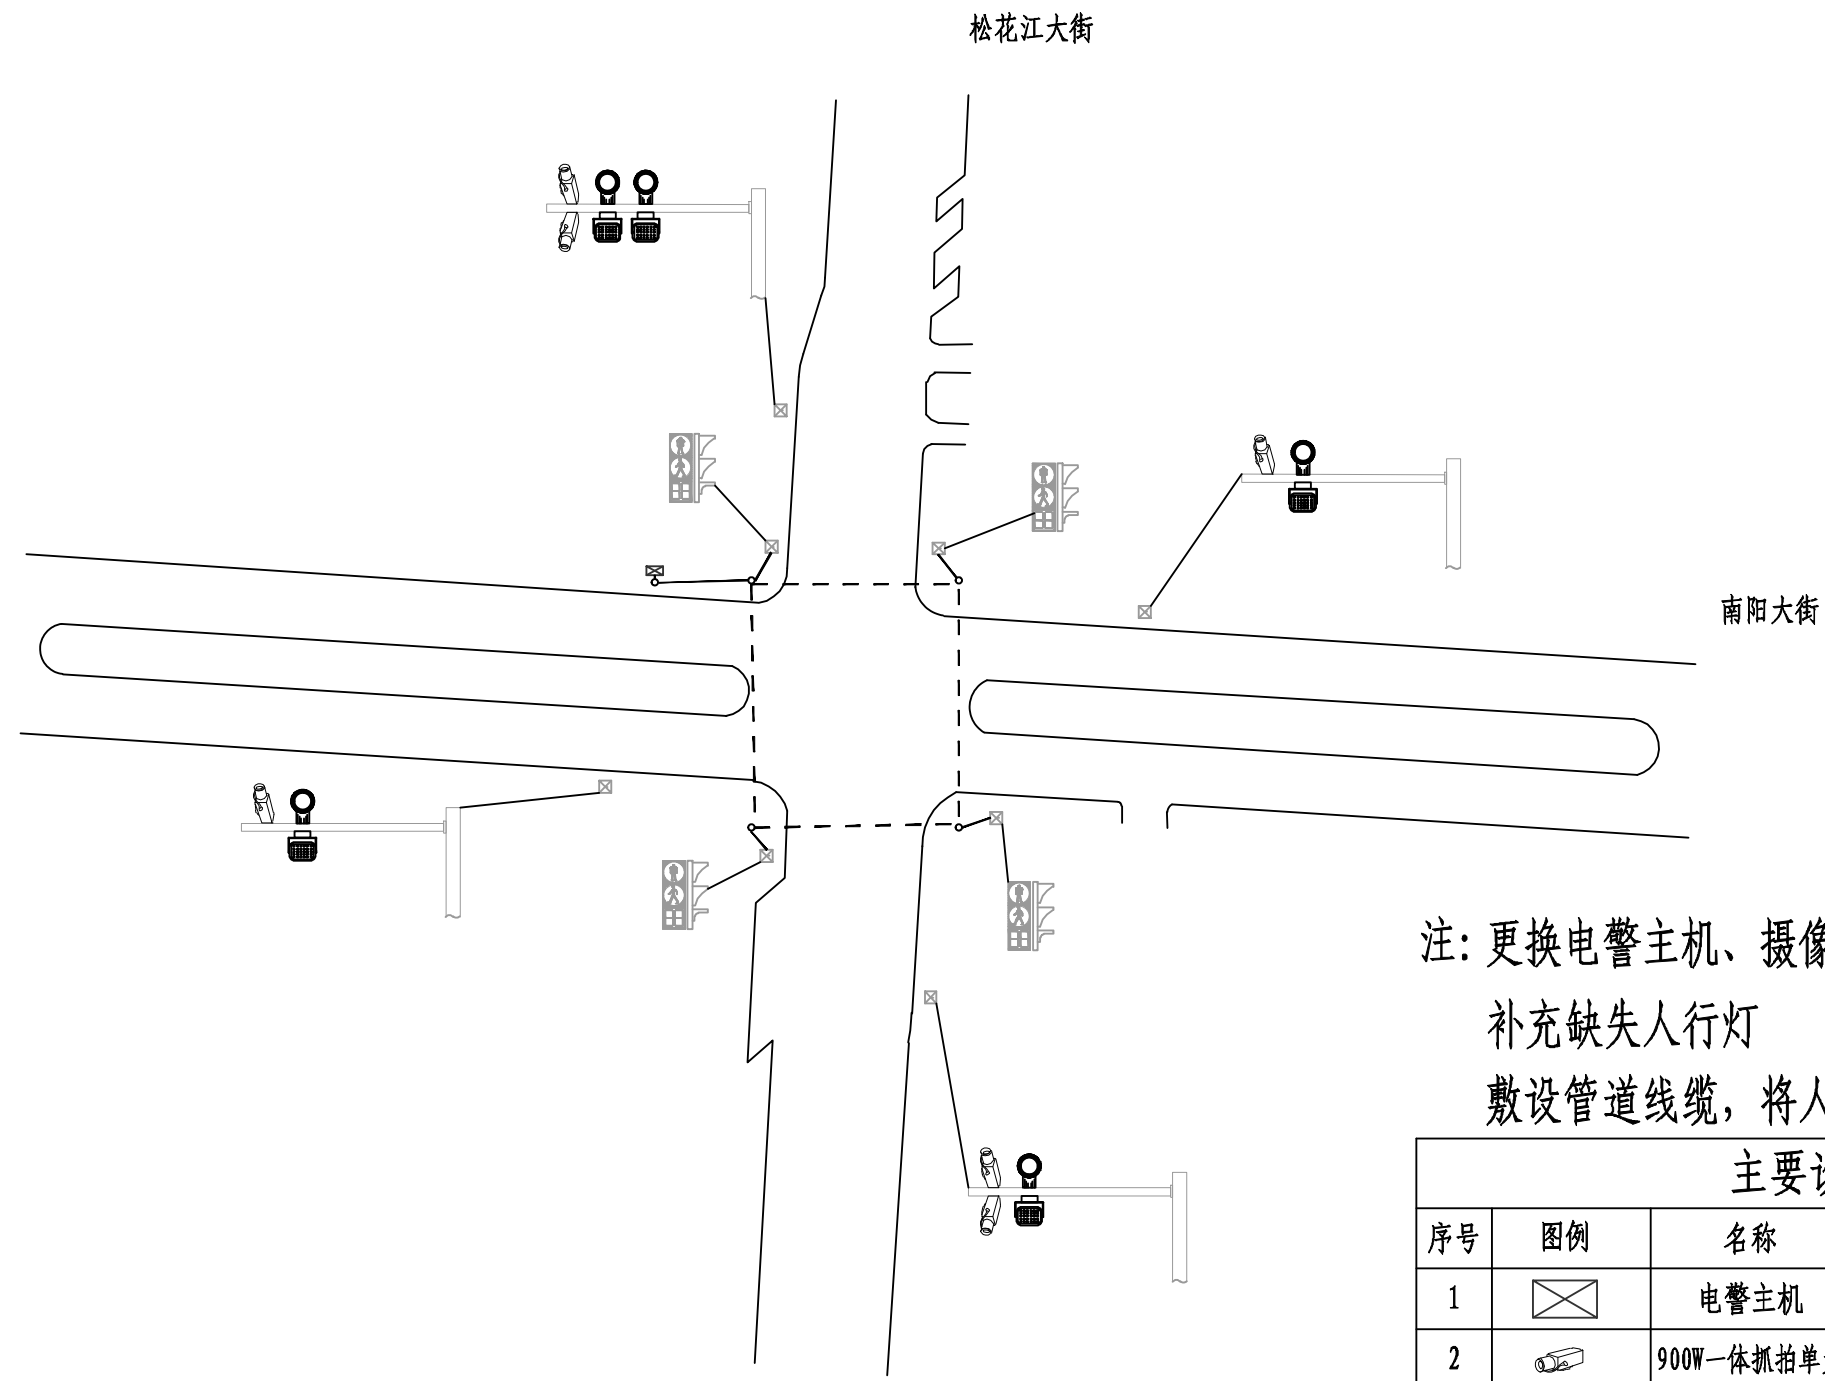 松花江大街
南阳大街
注：更换电警主机、摄像
补充缺失人行灯
敷设管道线缆，将人
主要设
序号 图例 名称
1 电警主机
2 900W一体抓拍单